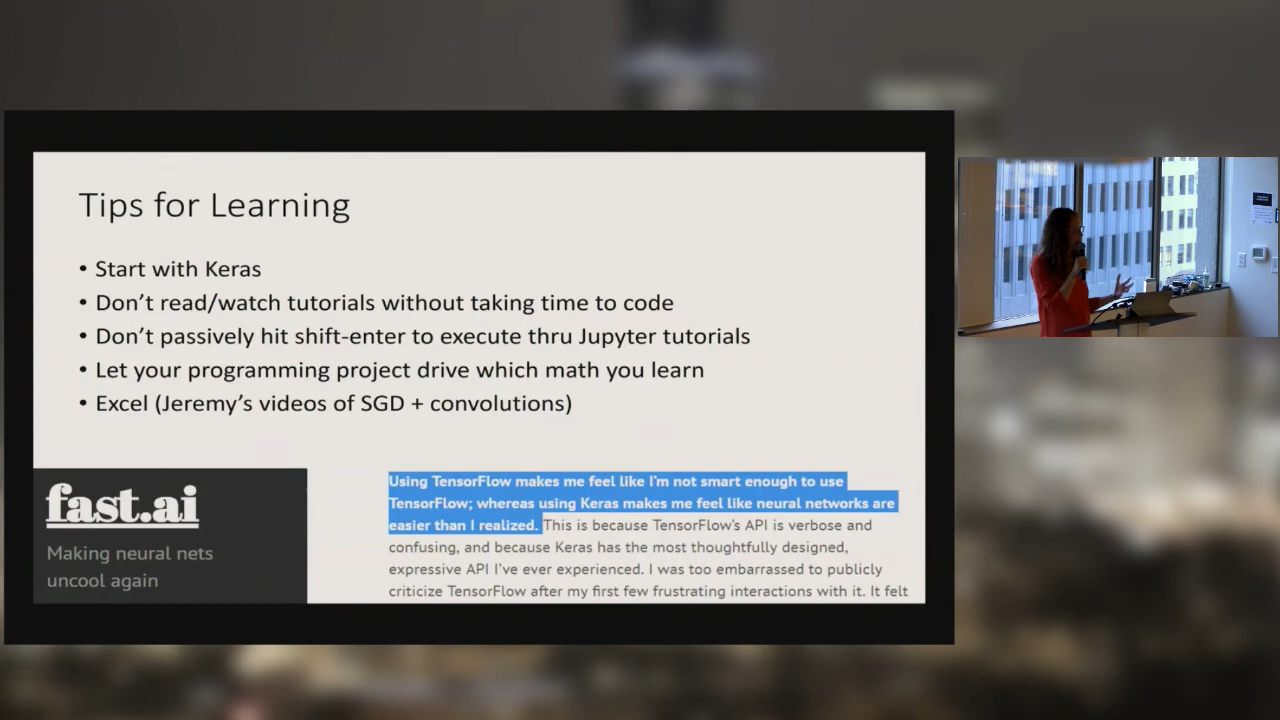 Tips for Learning
• Start with Keras
• Don't read/watch tutorials without taking time to code
• Don't passively hit shift-enter to execute thru Jupyter tutorials
• Let your programming project drive which math you learn
• Excel (Jeremy's videos of SGD + convolutions)
fast.ai
Making neural nets
uncool again
Using TensorFlow makes me feel like I'm not smart enough to use
TensorFlow; whereas using Keras makes me feel like neural networks are
easier than I realized. This is because TensorFlow's API is verbose and
confusing, and because Keras has the most thoughtfully designed,
expressive API I've ever experienced. I was too embarrassed to publicly
criticize TensorFlow after my first few frustrating interactions with it. It felt